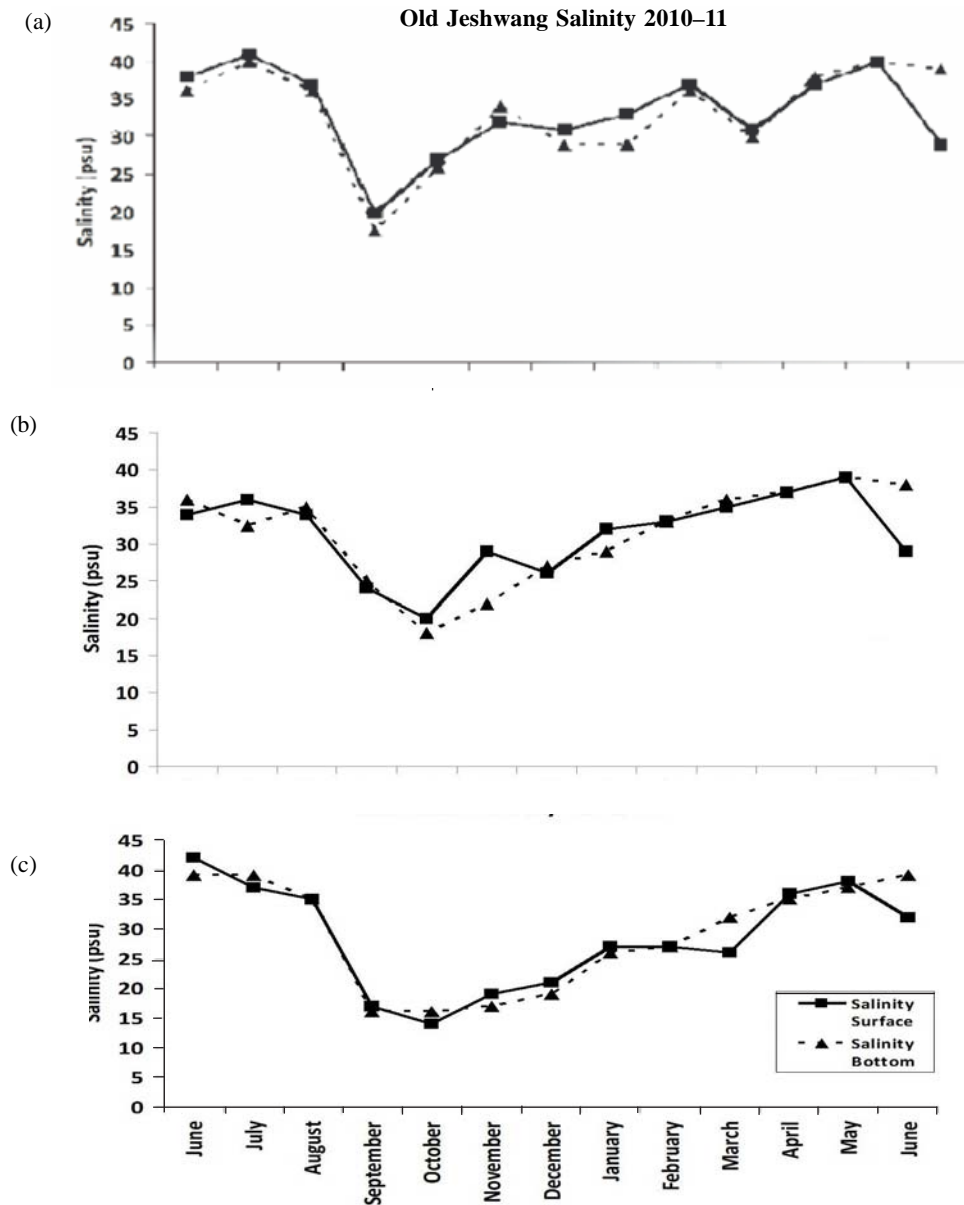 (a)
Old Jeshwang Salinity 2010–11
45
40
35
30
25
20
15
10
5
0
Salinity (psu)
(b)
45
40
35
30
25
20
15
10
5
0
Salinity (psu)
(c)
45
40
35
30
25
20
15
10
5
0
Salinity (psu)
Salinity
Surface
Salinity
Bottom
June
July
August
September
October
November
December
January
February
March
April
May
June